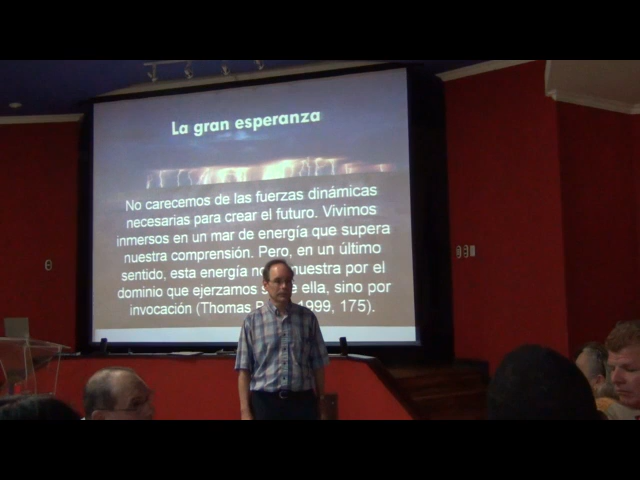 La gran esperanza
No carecemos de las fuerzas dinámicas
necesarias para crear el futuro. Vivimos
inmersos en un mar de energía que supera
nuestra comprensión. Pero, en un último
sentido, esta energía muestra por el
dominio que ejerzamos ella, sino por
invocación (Thomas 1999, 175).